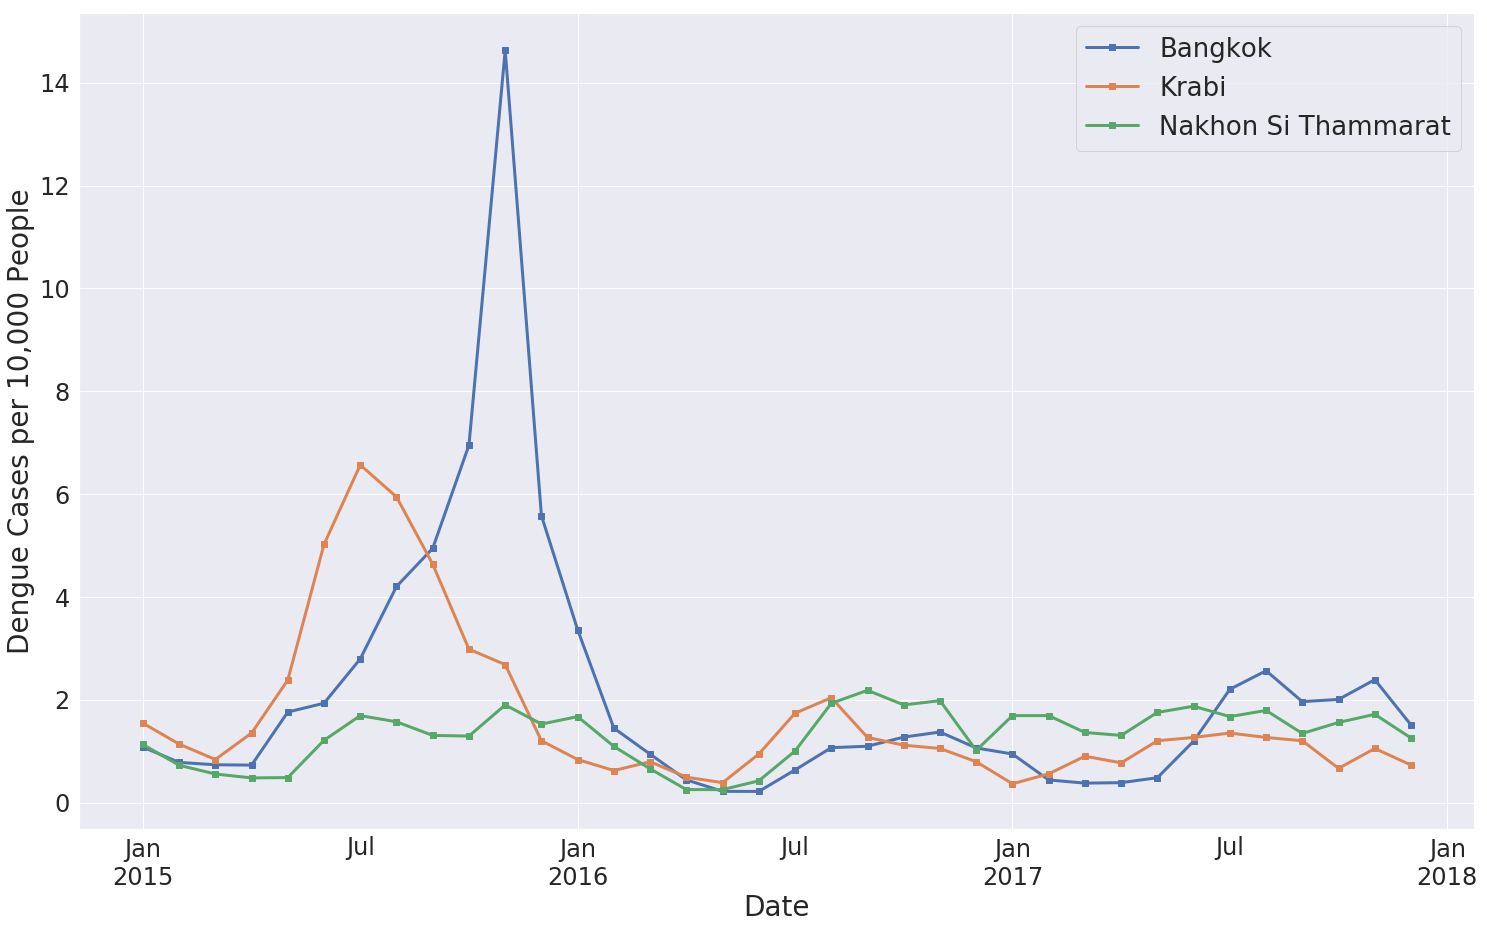 Bangkok
Krabi
Nakhon Si Thammarat
Dengue Cases per 10,000 People
14
12
10
8
6
4
2
0
Jan Jul Jan Jul Jan Jul Jan
2015 2016 2017 2018
Date